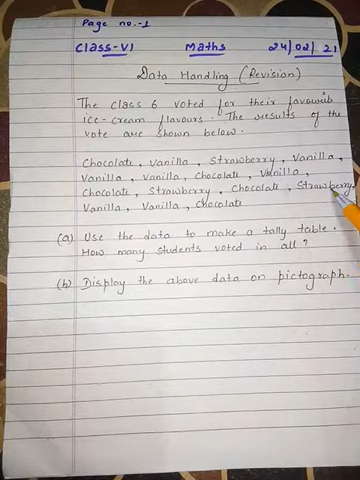 Page no.-1
Class-VI Maths 24/02/21
Data Handling (Revision)
The class 6 voted for their favourite
ice-cream flavours. The results of the
vote are shown below.
Chocolate, Vanilla, Strawberry, Vanilla,
Vanilla, Vanilla, Chocolate, Vanilla,
Chocolate, Strawberry, Chocolate, Strawberry,
Vanilla, Vanilla, Chocolate
(a) Use the data to make a tally table.
How many students voted in all?
(b) Display the above data on pictograph.